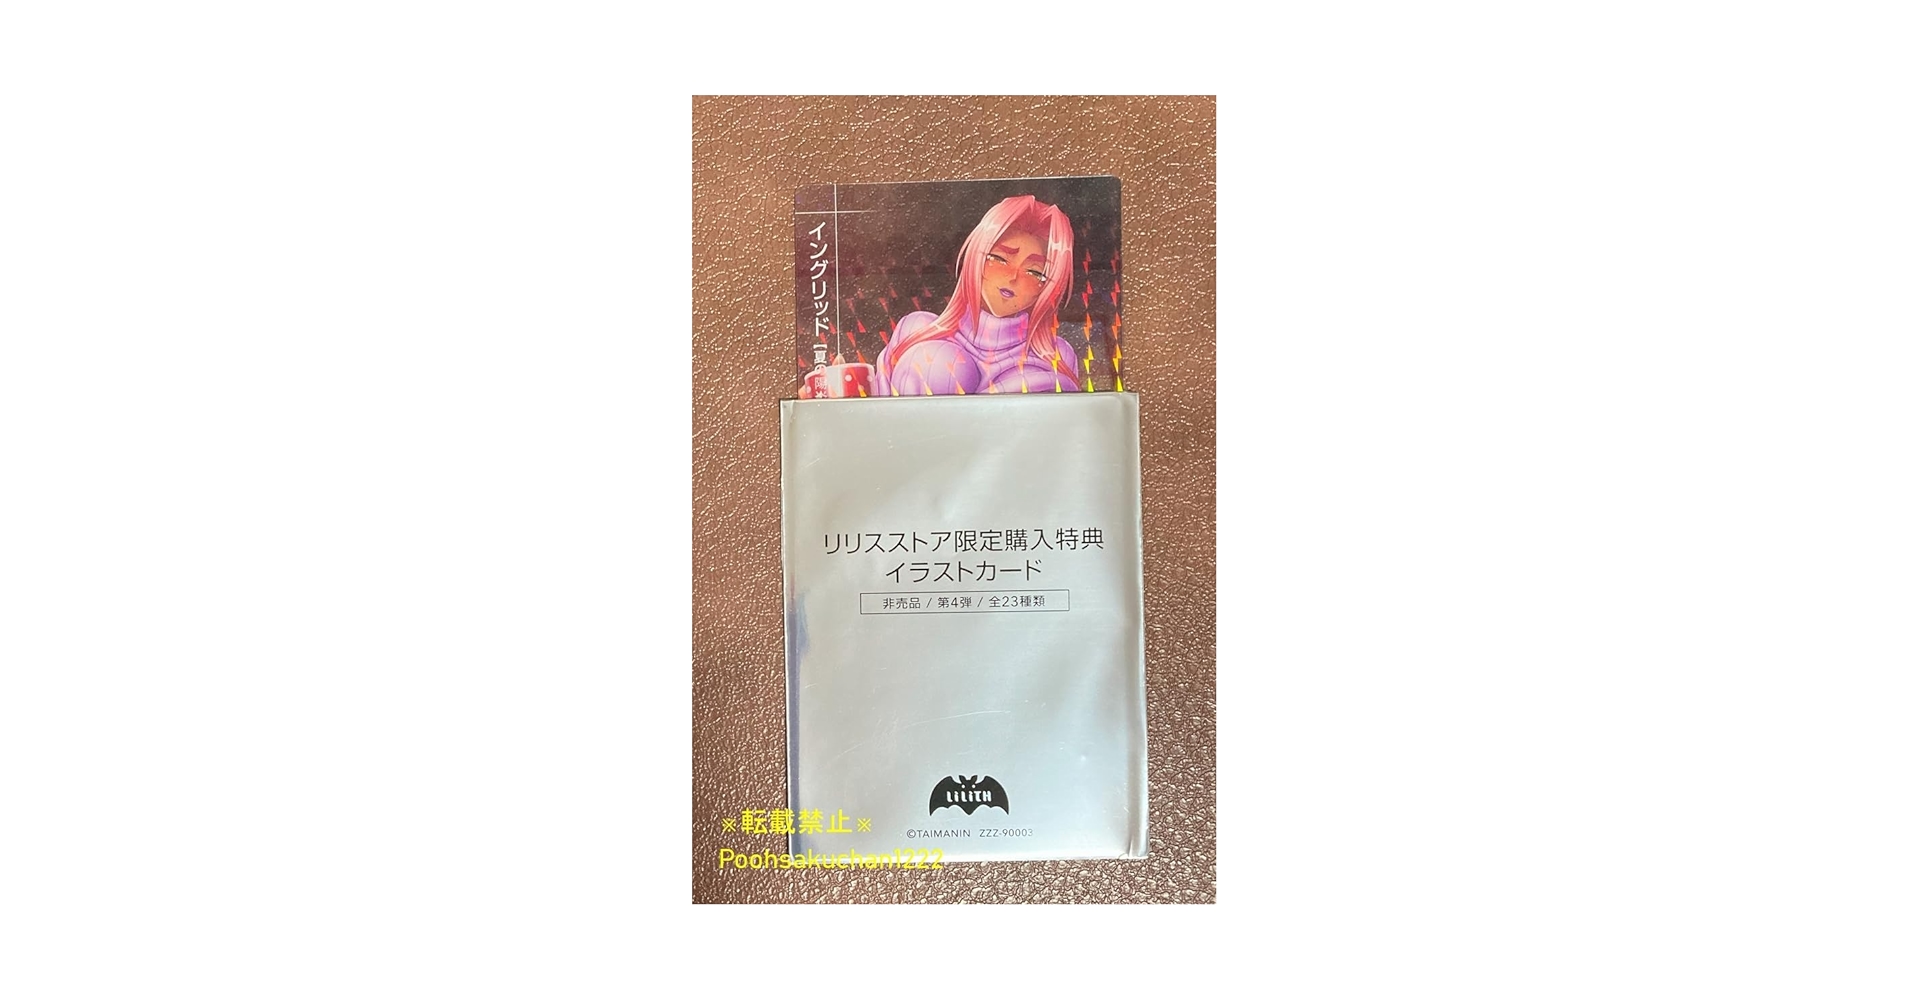 イングリッド
リリスストア限定購入特典
イラストカード
非売品 / 第4弾 / 全23種類
LiLiTH
©TAIMANIN ZZZ-90003
※転載禁止※
Poohsakuchan1222